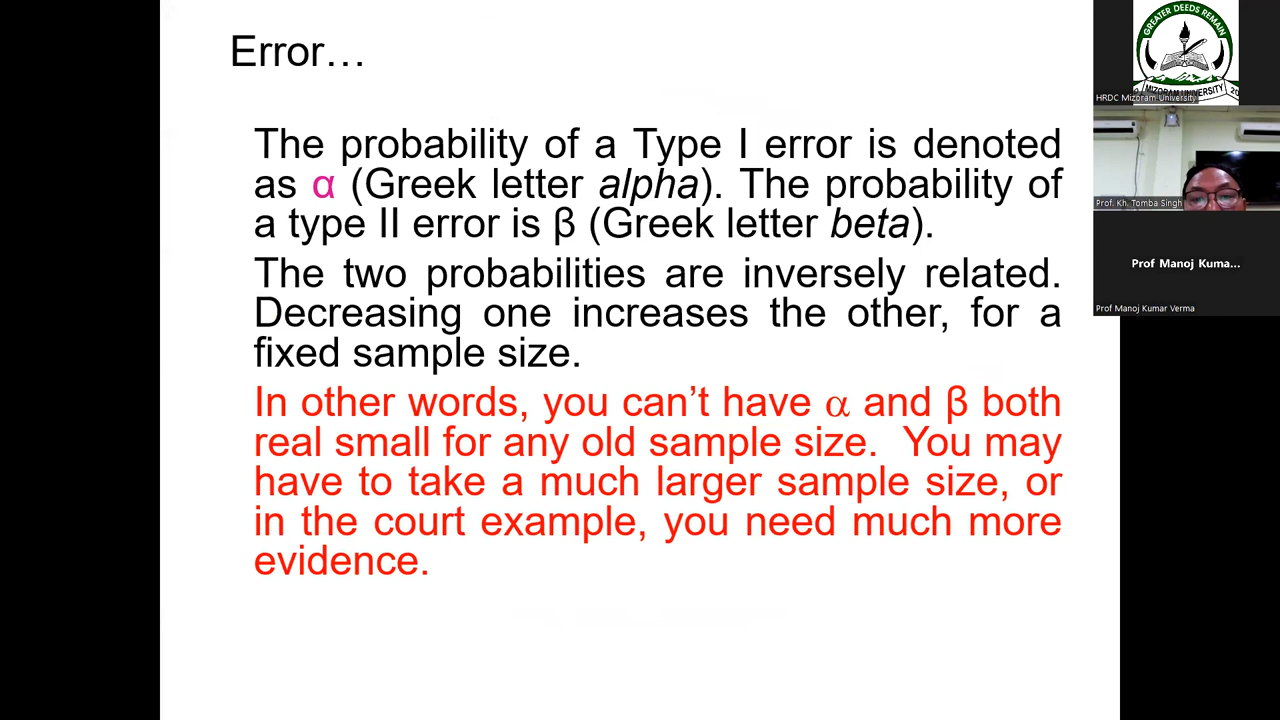 Error…
The probability of a Type I error is denoted
as α (Greek letter alpha). The probability of
a type II error is β (Greek letter beta).
The two probabilities are inversely related.
Decreasing one increases the other, for a
fixed sample size.
In other words, you can’t have α and β both
real small for any old sample size.  You may
have to take a much larger sample size, or
in the court example, you need much more
evidence.
GREATER DEEDS REMAIN
MIZORAM UNIVERSITY
HRDC Mizoram University
Prof. Kh. Tomba Singh
Prof Manoj Kuma...
Prof Manoj Kumar Verma